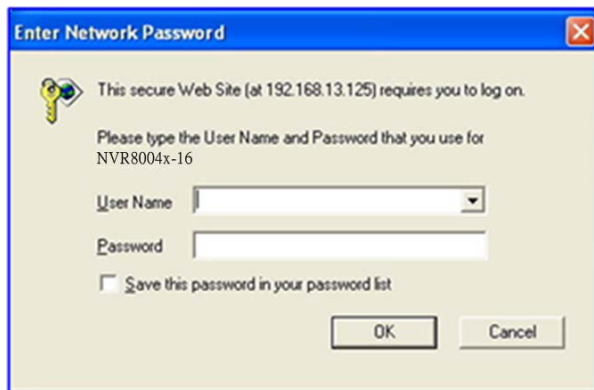 Enter Network Password
This secure Web Site (at 192.168.13.125) requires you to log on.
Please type the User Name and Password that you use for
NVR8004x-16
User Name
Password
Save this password in your password list
OK Cancel